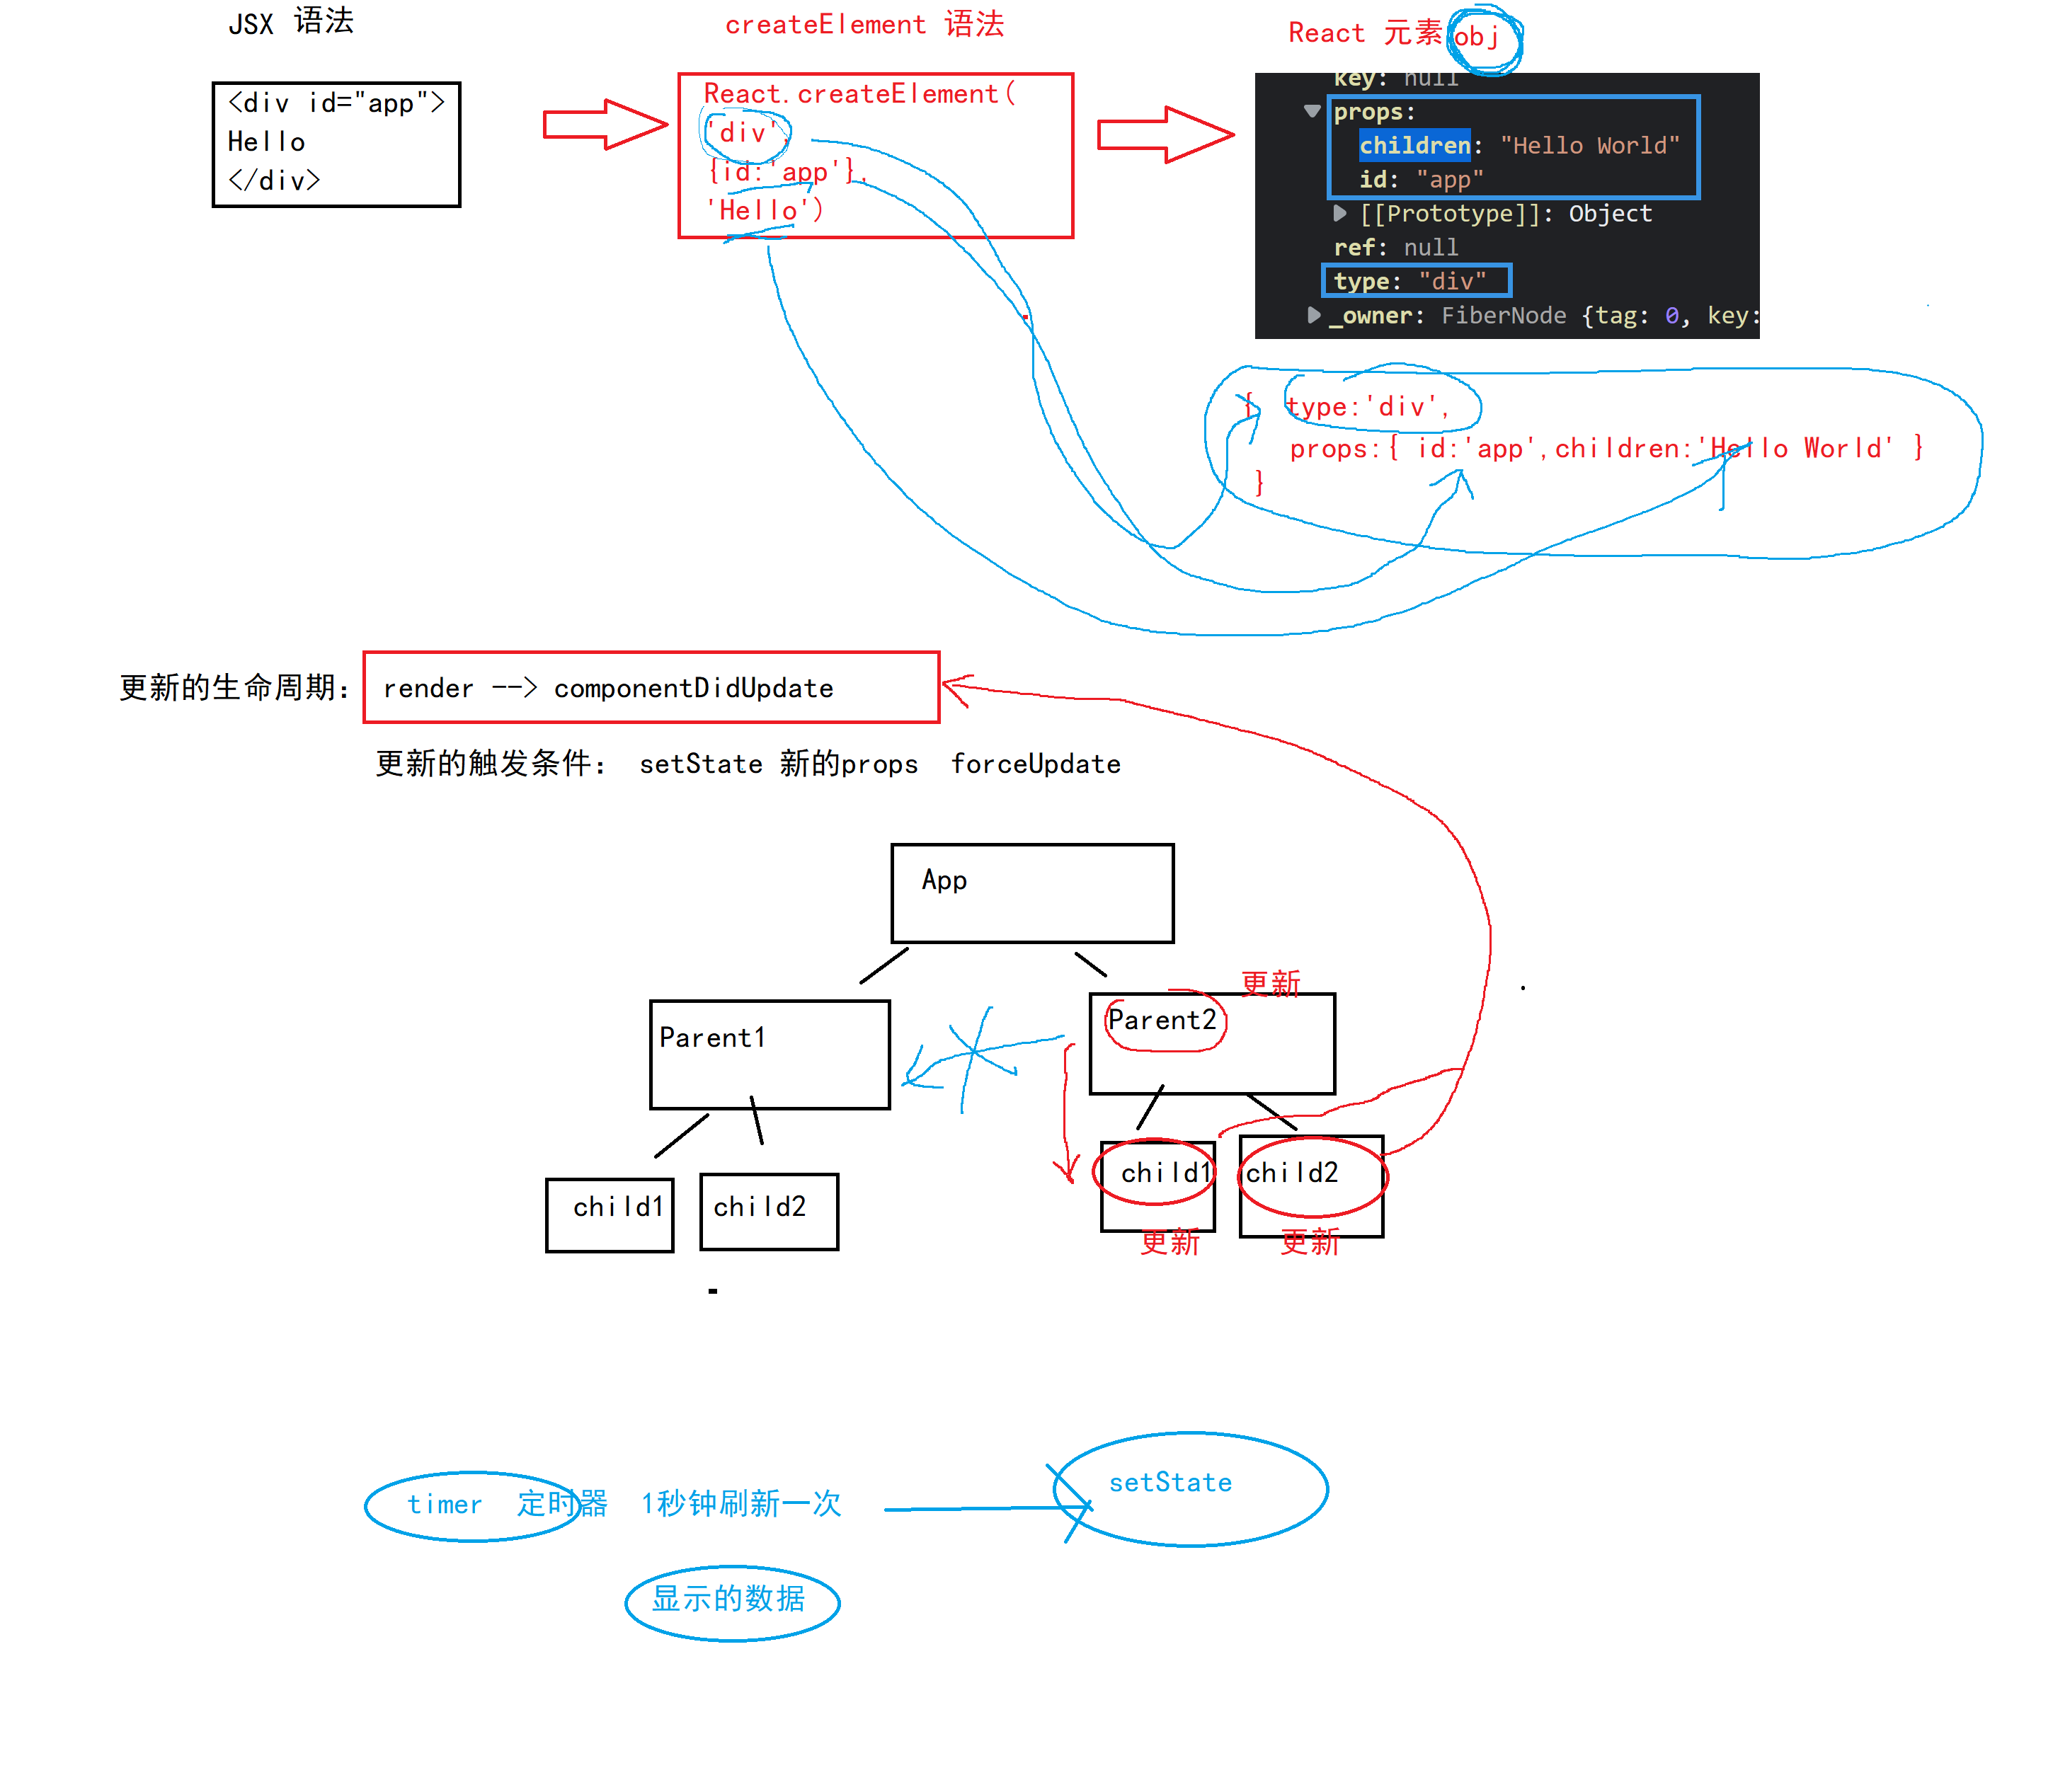 JSX 语法
<div id="app">
Hello
</div>
createElement 语法
React.createElement(
'div',
{id:'app'},
'Hello')
React 元素 obj
key: null
props:
children: "Hello World"
id: "app"
[[Prototype]]: Object
ref: null
type: "div"
_owner: FiberNode {tag: 0, key:
{ type:'div',
props:{ id:'app',children:'Hello World' }
}
更新的生命周期: render --> componentDidUpdate
更新的触发条件: setState 新的props forceUpdate
App
更新
Parent1
Parent2
child1
child2
child1
child2
更新
更新
timer 定时器 1秒钟刷新一次
setState
显示的数据